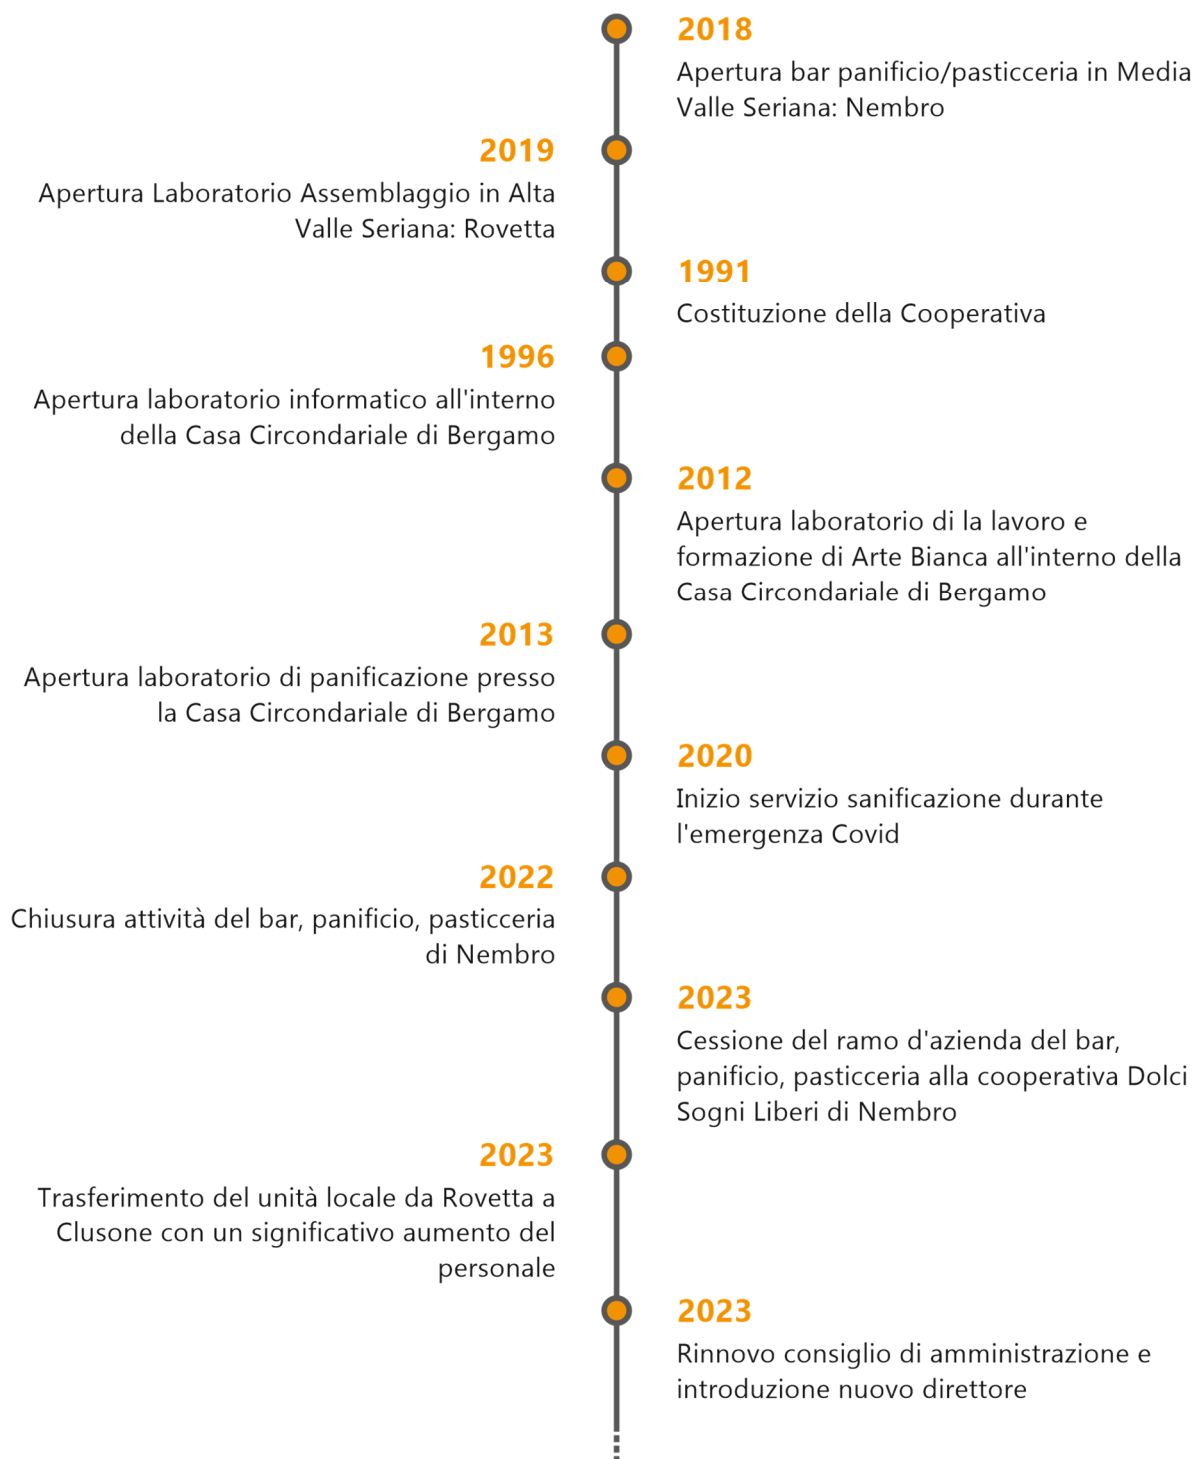 2018
Apertura bar panificio/pasticceria in Media
Valle Seriana: Nembro
2019
Apertura Laboratorio Assemblaggio in Alta
Valle Seriana: Rovetta
1991
Costituzione della Cooperativa
1996
Apertura laboratorio informatico all'interno
della Casa Circondariale di Bergamo
2012
Apertura laboratorio di la lavoro e
formazione di Arte Bianca all'interno della
Casa Circondariale di Bergamo
2013
Apertura laboratorio di panificazione presso
la Casa Circondariale di Bergamo
2020
Inizio servizio sanificazione durante
l'emergenza Covid
2022
Chiusura attività del bar, panificio, pasticceria
di Nembro
2023
Cessione del ramo d'azienda del bar,
panificio, pasticceria alla cooperativa Dolci
Sogni Liberi di Nembro
2023
Trasferimento del unità locale da Rovetta a
Clusone con un significativo aumento del
personale
2023
Rinnovo consiglio di amministrazione e
introduzione nuovo direttore